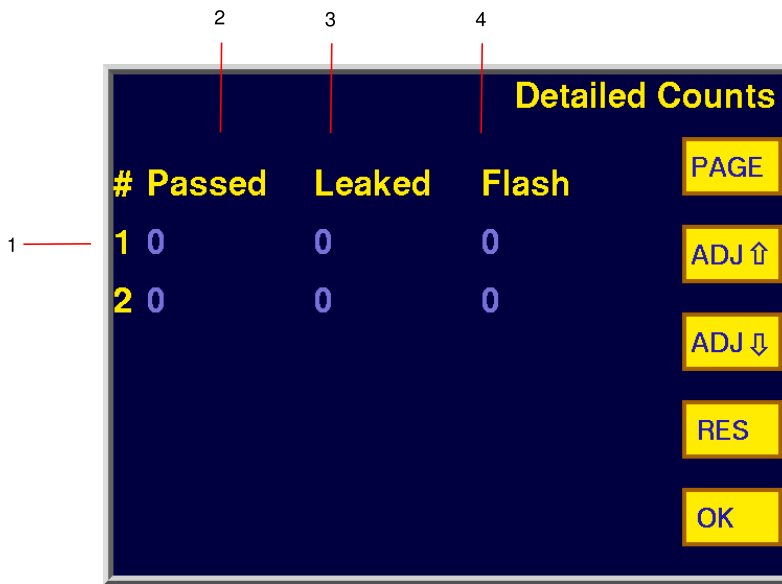 2 3 4
Detailed Counts
PAGE
# Passed Leaked Flash
1 1 0 0 0
ADJ ⇧
2 0 0 0
ADJ ⇩
RES
OK